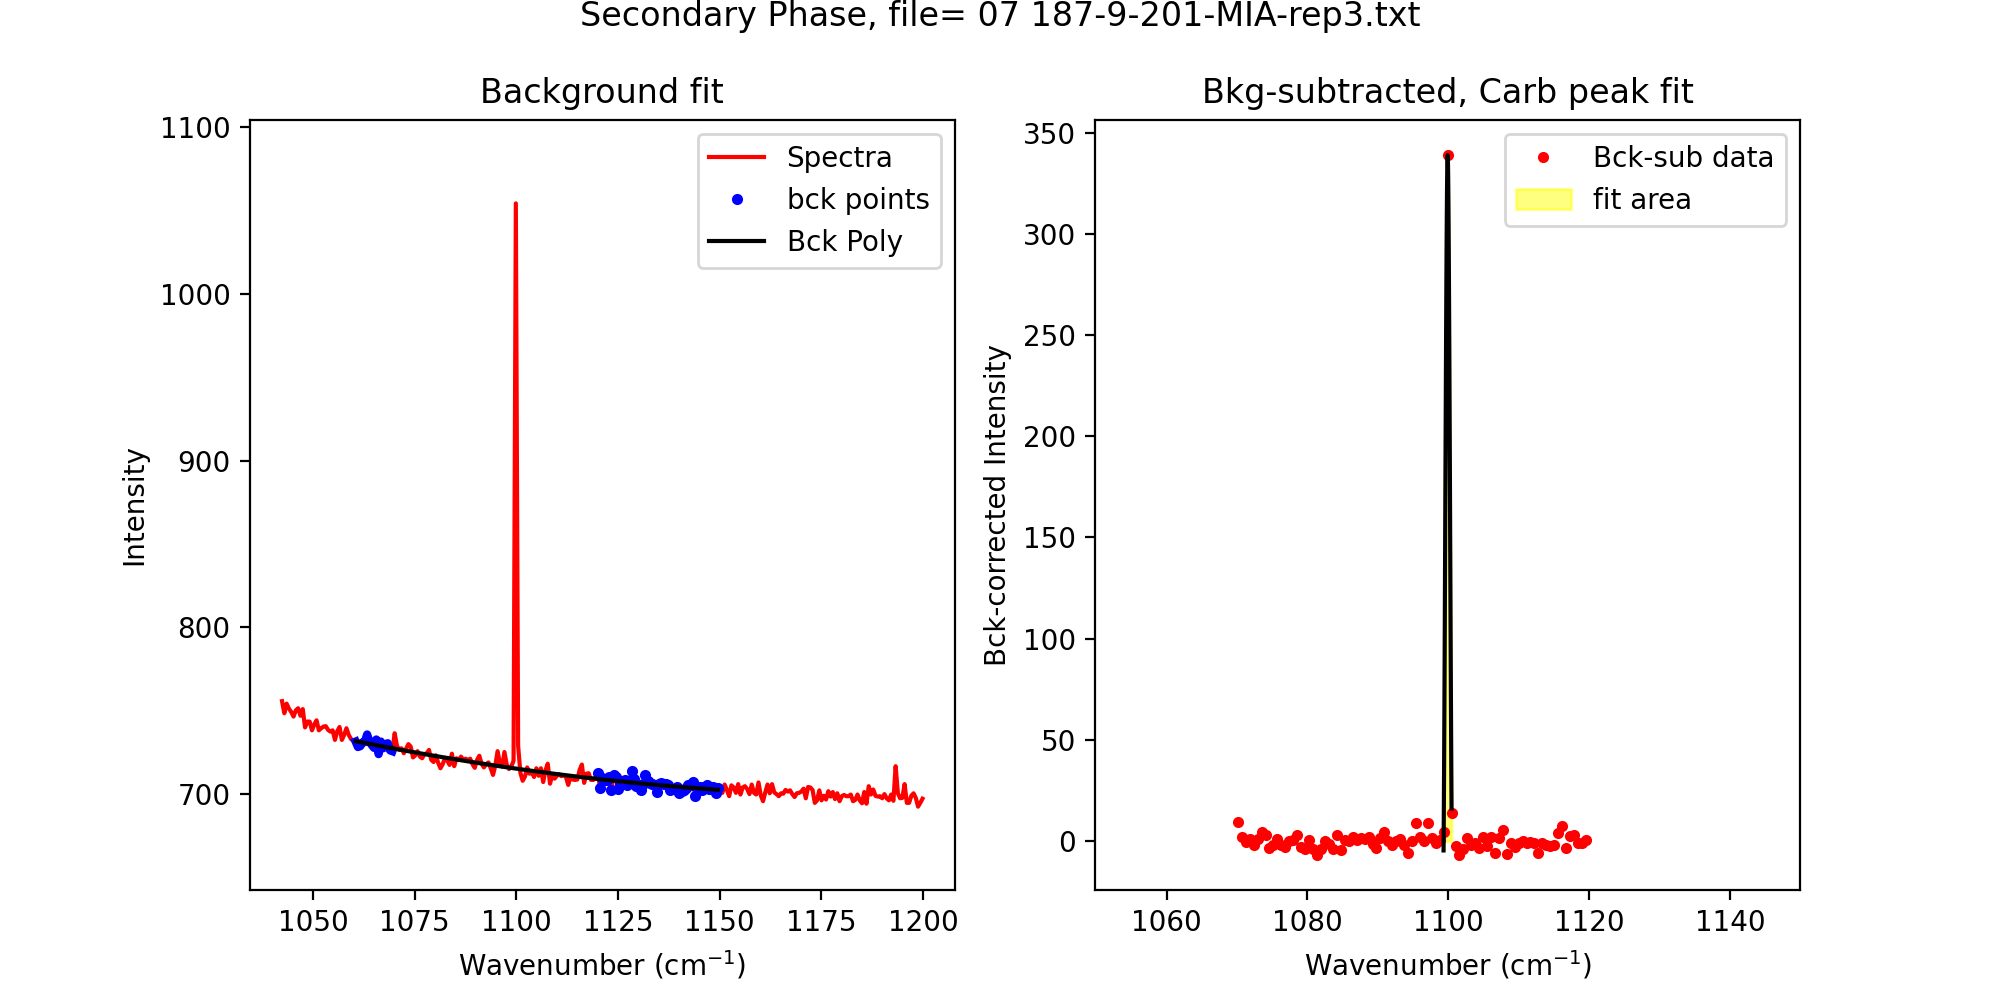 Secondary Phase, file= 07 187-9-201-MIA-rep3.txt
Background fit
1100
1000
900
800
700
Intensity
Spectra
bck points
Bck Poly
1050 1075 1100 1125 1150 1175 1200
Wavenumber (cm⁻¹)
Bkg-subtracted, Carb peak fit
350
300
250
200
150
100
50
0
Bck-corrected Intensity
Bck-sub data
fit area
1060 1080 1100 1120 1140
Wavenumber (cm⁻¹)